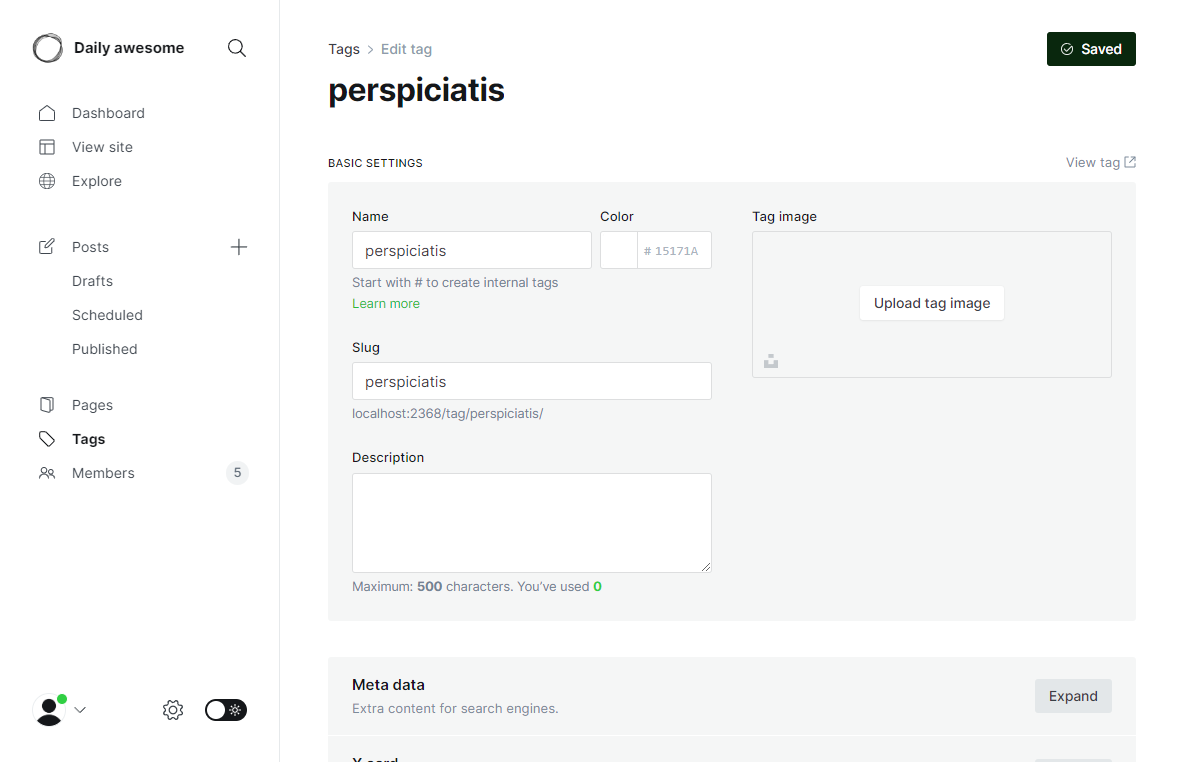 Daily awesome
Dashboard
View site
Explore
Posts
Drafts
Scheduled
Published
Pages
Tags
Members 5
Tags > Edit tag
Saved
perspiciatis
BASIC SETTINGS
View tag
Name
perspiciatis
Color
# 15171A
Start with # to create internal tags
Learn more
Slug
perspiciatis
localhost:2368/tag/perspiciatis/
Description
Maximum: 500 characters. You’ve used 0
Tag image
Upload tag image
Meta data
Extra content for search engines.
Expand
X card